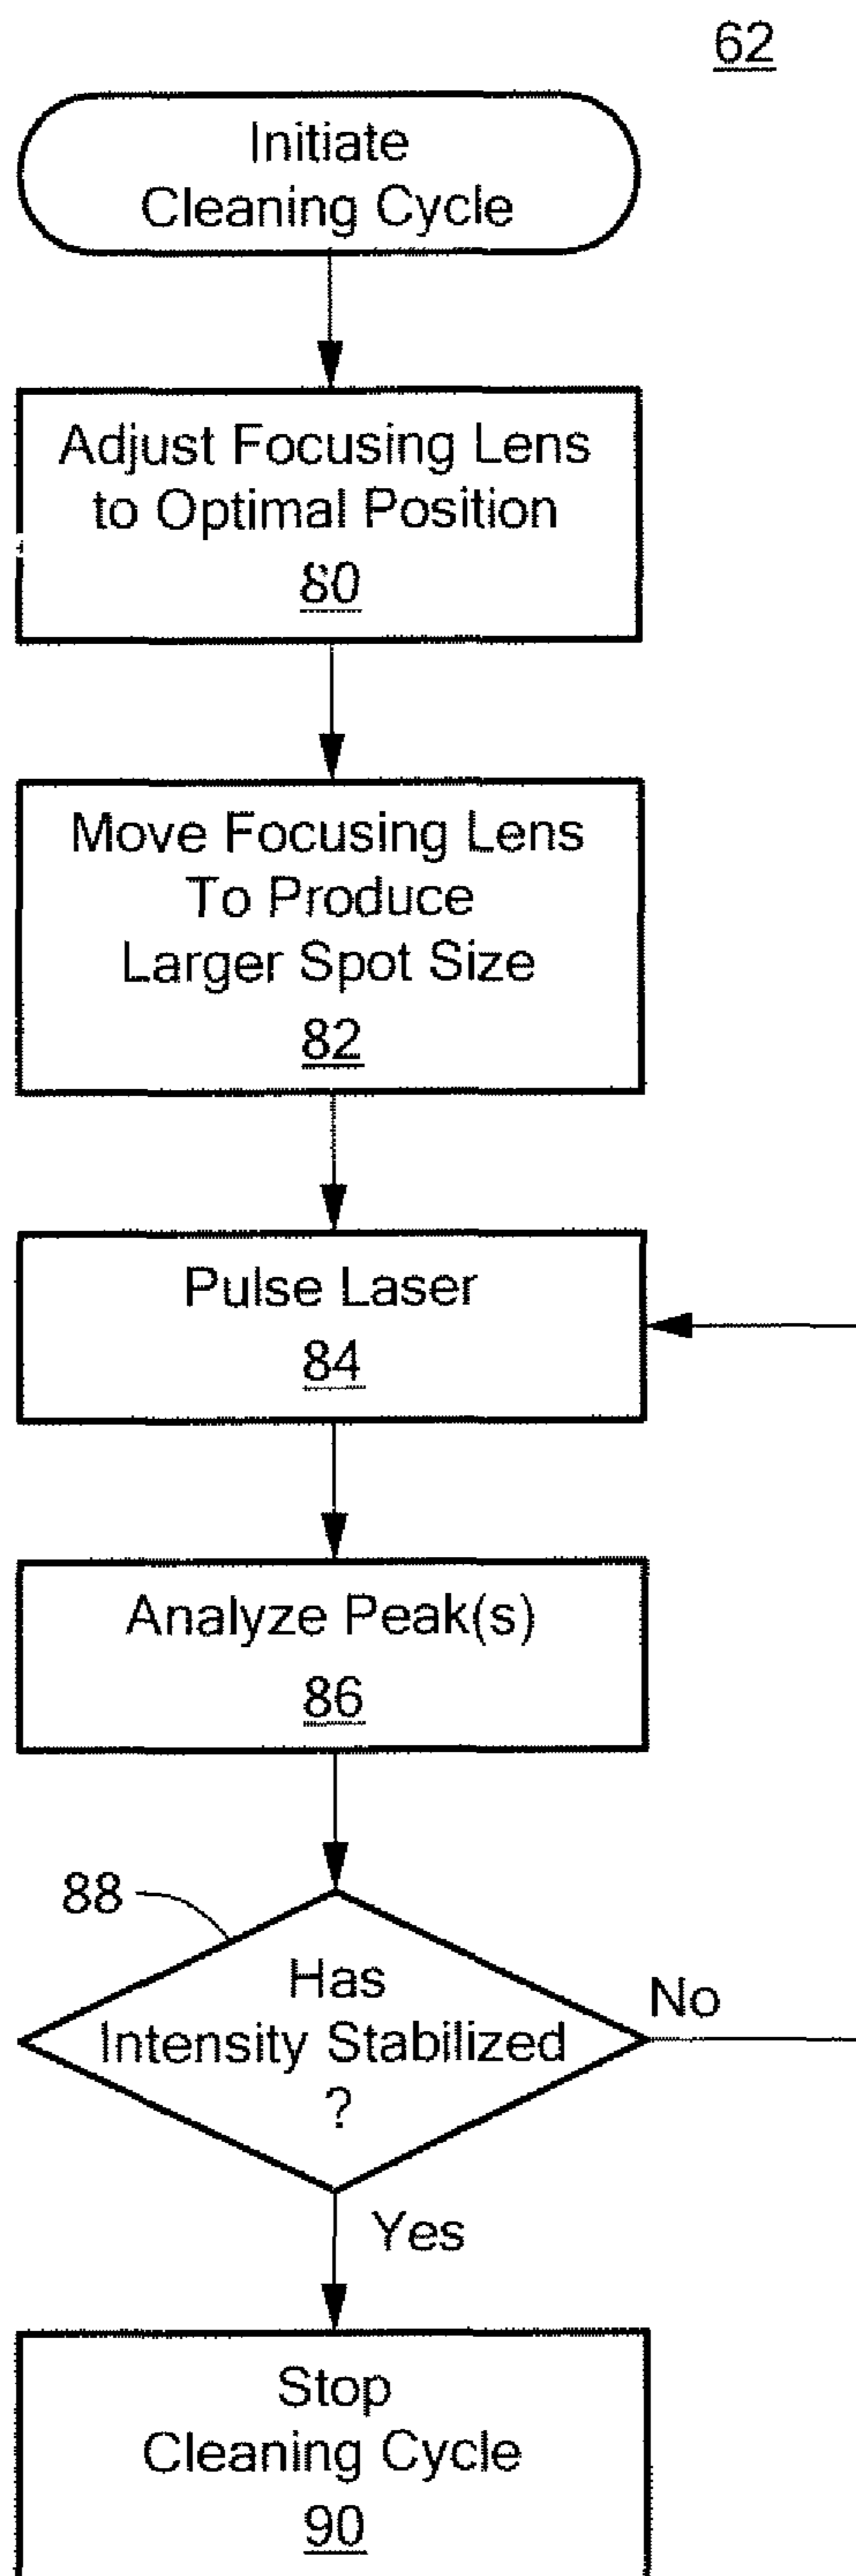 62
Initiate
Cleaning Cycle
Adjust Focusing Lens
to Optimal Position
80
Move Focusing Lens
To Produce
Larger Spot Size
82
Pulse Laser
84
Analyze Peak(s)
86
88
Has
Intensity Stabilized
?
No
Yes
Stop
Cleaning Cycle
90